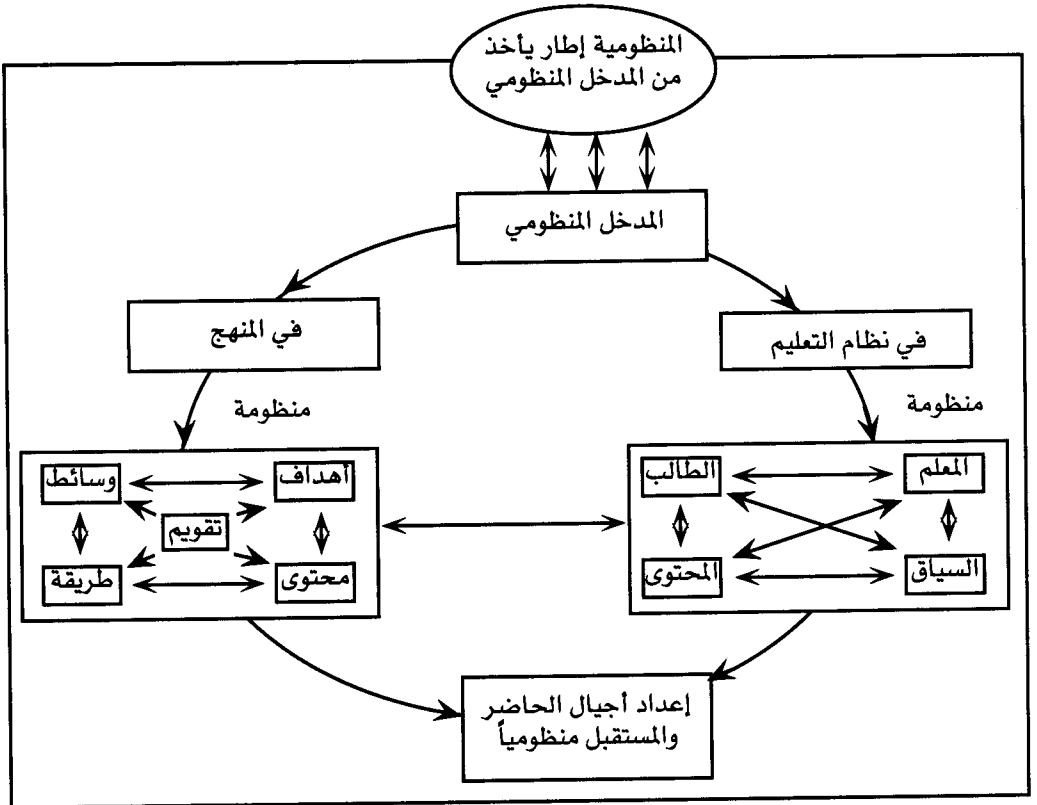 المنظومية إطار يأخذ
من المدخل المنظومي
المدخل المنظومي
في نظام التعليم
في المنهج
منظومة
منظومة
المعلم
الطالب
السياق
المحتوى
أهداف
وسائط
تقويم
محتوى
طريقة
إعداد أجيال الحاضر
والمستقبل منظومياً